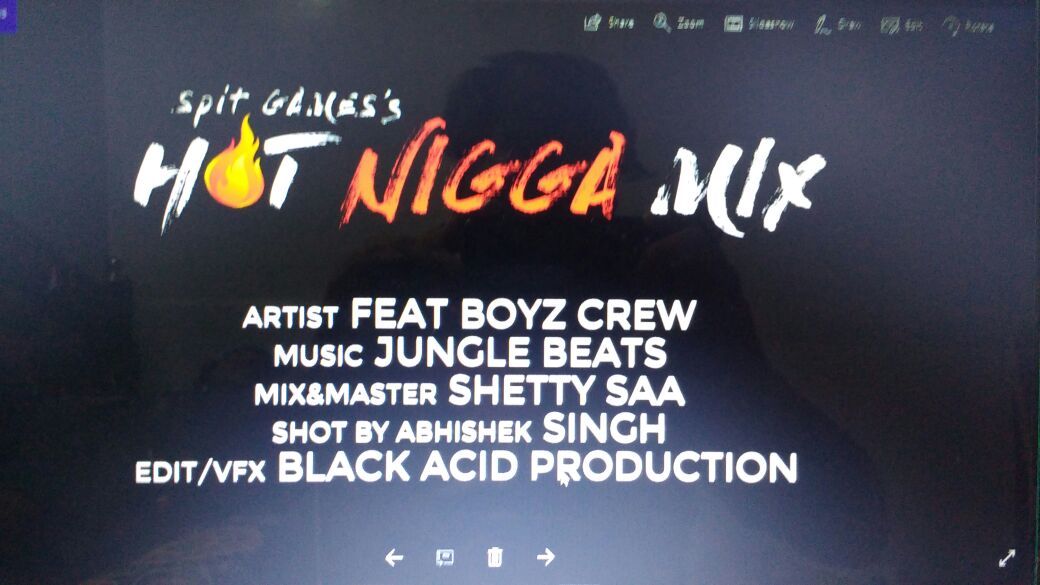 Share Zoom Slideshow Draw Edit Rotate
Spit GAMES's
HOT NIGGA MIX
ARTIST FEAT BOYZ CREW
MUSIC JUNGLE BEATS
MIX&MASTER SHETTY SAA
SHOT BY ABHISHEK SINGH
EDIT/VFX BLACK ACID PRODUCTION